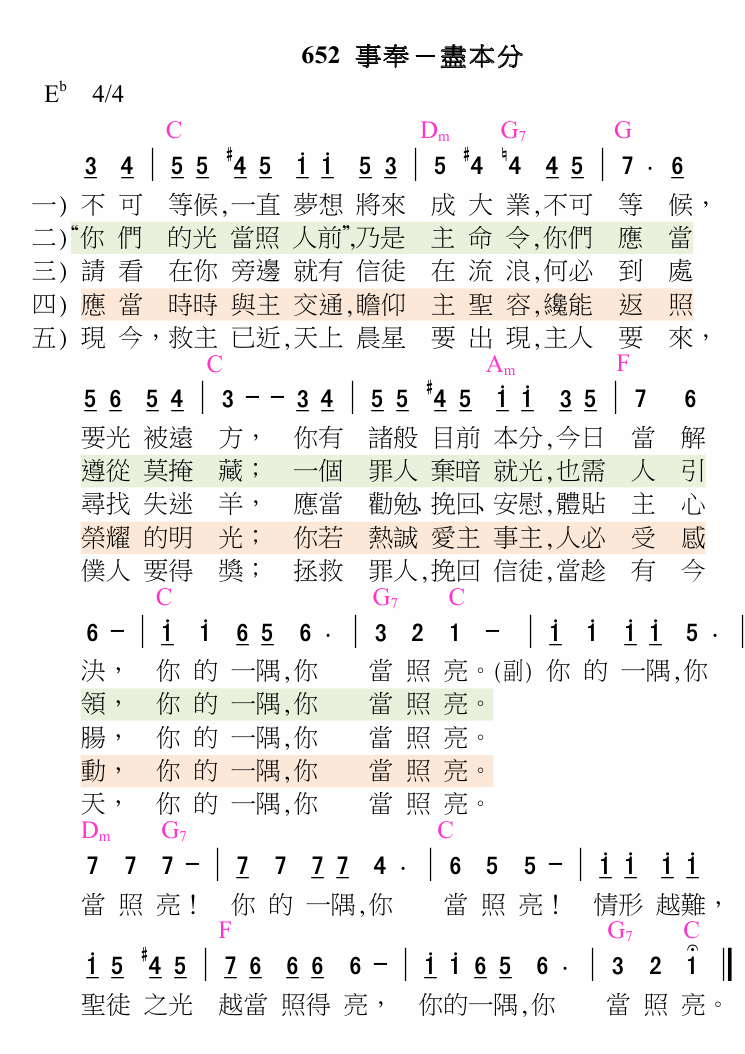 652 事奉－盡本分
E♭ 4/4
C Dm G7 G
3 4 | 5 5 #4 5 i i 5 3 | 5 #4 ♮4 4 5 | 7 . 6
一) 不 可 等候,一直 夢想 將來 成 大 業,不可 等 候，
二)“你 們 的光 當照 人前”,乃是 主 命 令,你們 應 當
三) 請 看 在你 旁邊 就有 信徒 在 流 浪,何必 到 處
四) 應 當 時時 與主 交通,瞻仰 主 聖 容,纔能 返 照
五) 現 今，救主 已近,天上 晨星 要 出 現,主人 要 來，
C Am F
5 6 5 4 | 3 - - 3 4 | 5 5 #4 5 i i 3 5 | 7 6
要光 被遠 方， 你有 諸般 目前 本分,今日 當 解
遵從 莫掩 藏； 一個 罪人 棄暗 就光,也需 人 引
尋找 失迷 羊， 應當 勸勉、挽回、安慰,體貼 主 心
榮耀 的明 光； 你若 熱誠 愛主 事主,人必 受 感
僕人 要得 獎； 拯救 罪人,挽回 信徒,當趁 有 今
C G7 C
6 - | i i 6 5 6 . | 3 2 1 - | i i i i 5 . |
決， 你 的 一隅,你 當 照 亮。(副) 你 的 一隅,你
領， 你 的 一隅,你 當 照 亮。
腸， 你 的 一隅,你 當 照 亮。
動， 你 的 一隅,你 當 照 亮。
天， 你 的 一隅,你 當 照 亮。
Dm G7 C
7 7 7 - | 7 7 7 7 4 . | 6 5 5 - | i i i i
當 照 亮！ 你 的 一隅,你 當 照 亮！ 情形 越難，
F G7 C
i 5 #4 5 | 7 6 6 6 6 - | i i 6 5 6 . | 3 2 i ||
聖徒 之光 越當 照得 亮， 你的一隅,你 當 照 亮。